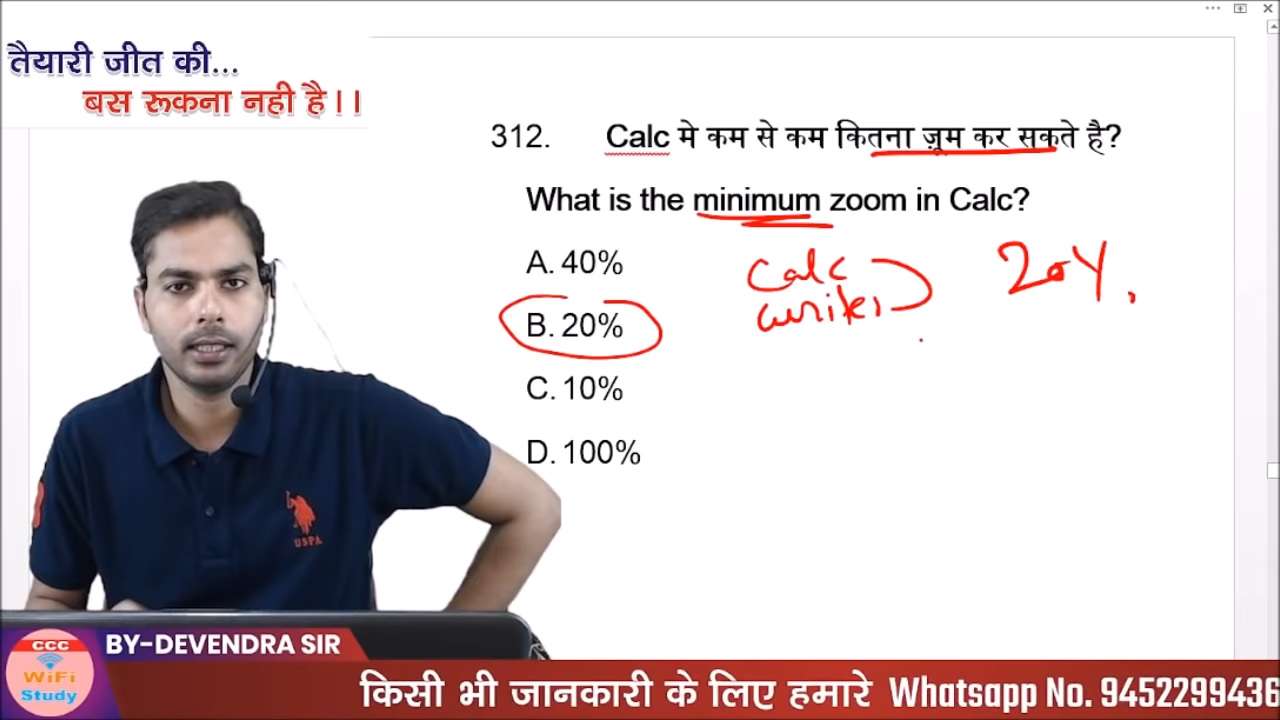 तैयारी जीत की...
बस रूकना नही है।।
312. Calc मे कम से कम कितना ज़ूम कर सकते है?
What is the minimum zoom in Calc?
A. 40%
B. 20%
C. 10%
D. 100%
Calc
writer
20%
USPA
CCC
WiFi
Study
BY-DEVENDRA SIR
किसी भी जानकारी के लिए हमारे Whatsapp No. 9452299436